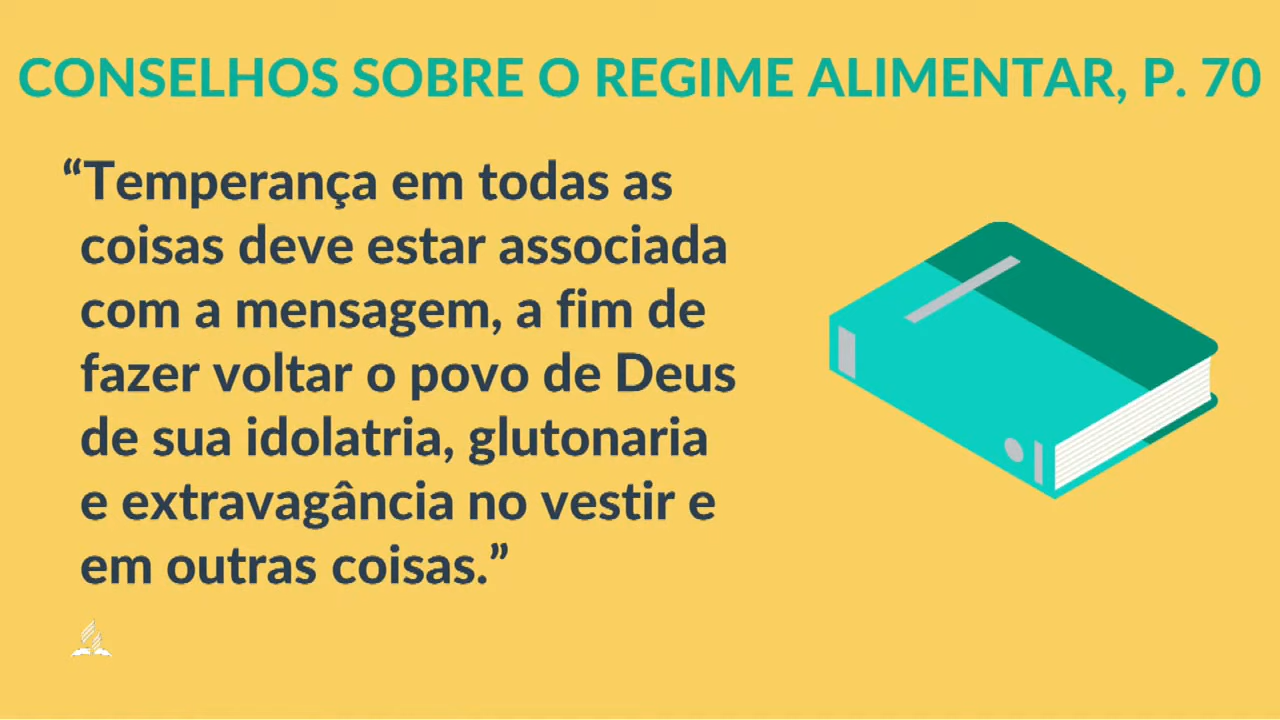 CONSELHOS SOBRE O REGIME ALIMENTAR, P. 70
“Temperança em todas as
coisas deve estar associada
com a mensagem, a fim de
fazer voltar o povo de Deus
de sua idolatria, glutonaria
e extravagância no vestir e
em outras coisas.”